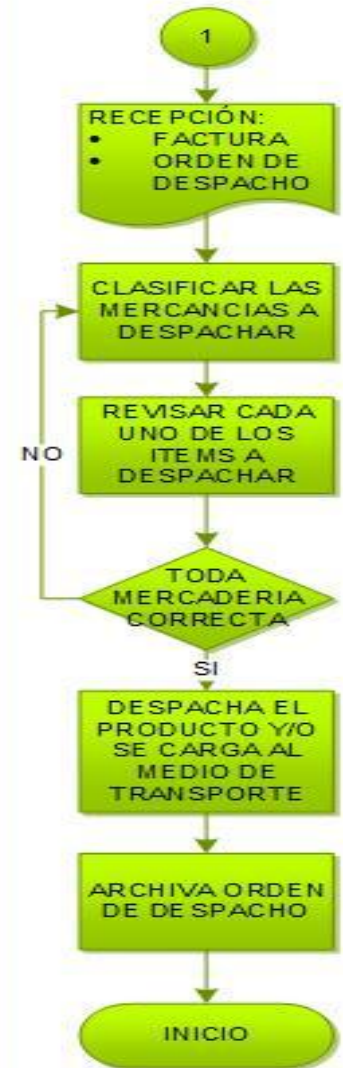 1
RECEPCIÓN:
• FACTURA
• ORDEN DE
DESPACHO
CLASIFICAR LAS
MERCANCIAS A
DESPACHAR
REVISAR CADA
UNO DE LOS
ITEMS A
DESPACHAR
NO
TODA
MERCADERIA
CORRECTA
SI
DESPACHA EL
PRODUCTO Y/O
SE CARGA AL
MEDIO DE
TRANSPORTE
ARCHIVA ORDEN
DE DESPACHO
INICIO